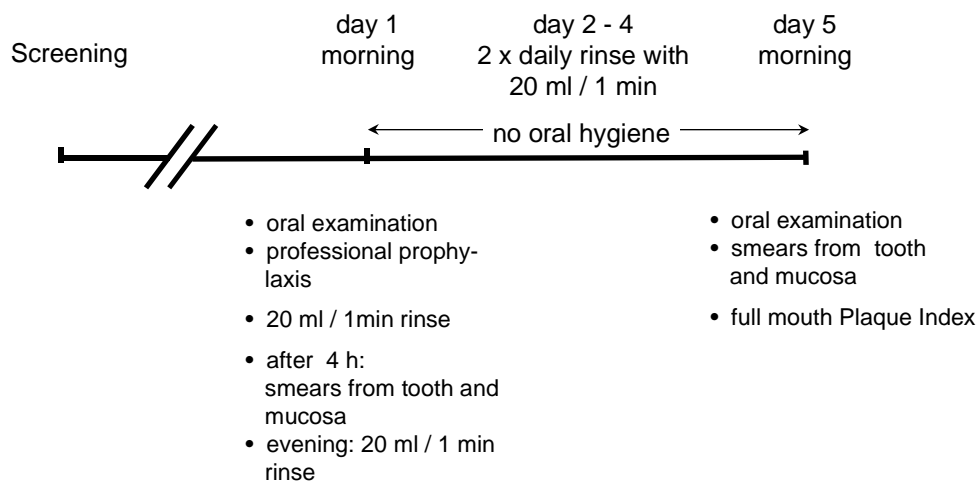 Screening
day 1
morning
day 2 - 4
2 x daily rinse with
20 ml / 1 min
day 5
morning
no oral hygiene
• oral examination
• professional prophy-
laxis
• 20 ml / 1min rinse
• after 4 h:
smears from tooth and
mucosa
• evening: 20 ml / 1 min
rinse
• oral examination
• smears from tooth
and mucosa
• full mouth Plaque Index